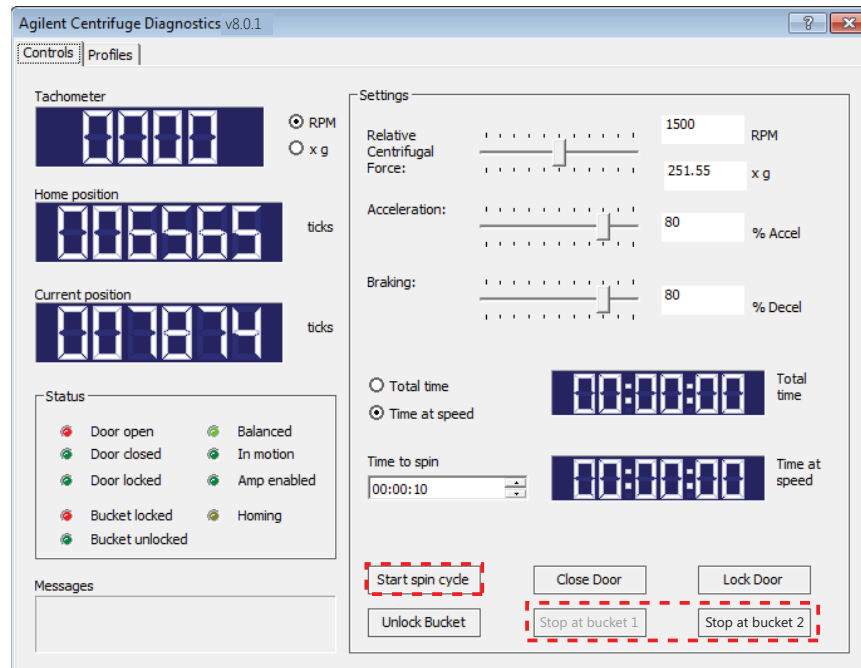 Agilent Centrifuge Diagnostics v8.0.1
?
Controls Profiles
Tachometer
0000
RPM
x g
Home position
005565 ticks
Current position
007874 ticks
Status
Door open Balanced
Door closed In motion
Door locked Amp enabled
Bucket locked Homing
Bucket unlocked
Messages
Settings
Relative
Centrifugal
Force:
1500 RPM
251.55 x g
Acceleration: 80 % Accel
Braking: 80 % Decel
Total time
Time at speed
00:00:00 Total
time
Time to spin
00:00:10
00:00:00 Time at
speed
Start spin cycle Close Door Lock Door
Unlock Bucket Stop at bucket 1 Stop at bucket 2